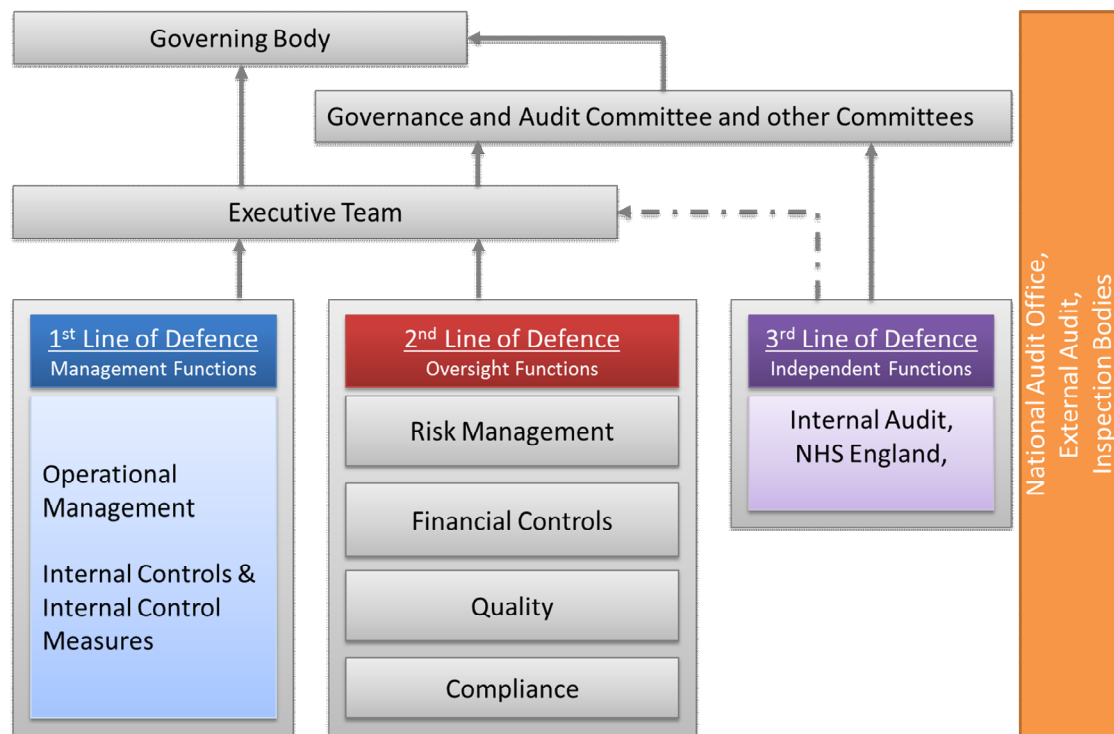 Governing Body
Governance and Audit Committee and other Committees
Executive Team
1st Line of Defence
Management Functions
Operational
Management
Internal Controls &
Internal Control
Measures
2nd Line of Defence
Oversight Functions
Risk Management
Financial Controls
Quality
Compliance
3rd Line of Defence
Independent Functions
Internal Audit,
NHS England,
National Audit Office,
External Audit,
Inspection Bodies